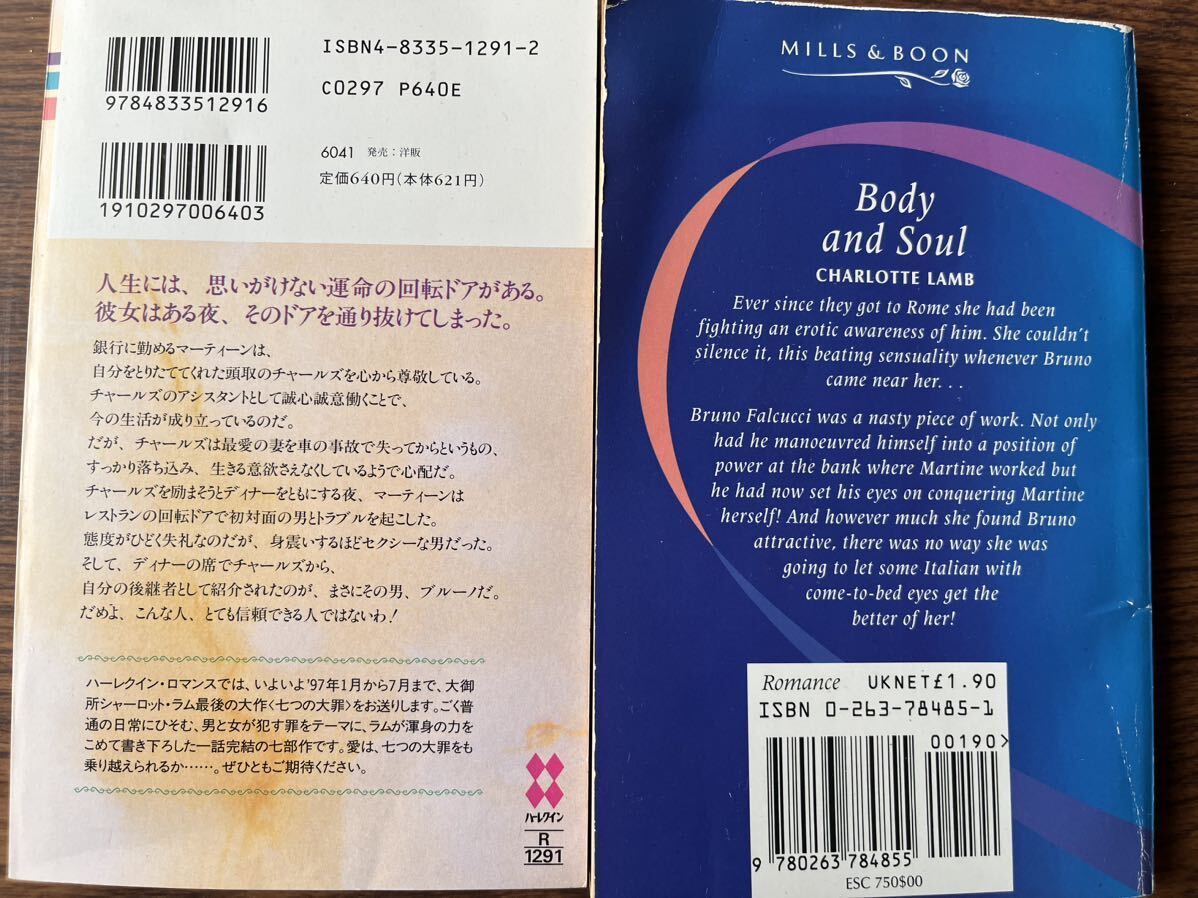 ISBN4-8335-1291-2
9784833512916
C0297 P640E
6041 発売:洋販
定価640円(本体621円)
1910297006403
人生には、思いがけない運命の回転ドアがある。
彼女はある夜、そのドアを通り抜けてしまった。
銀行に勤めるマーティーンは、
自分をとりたててくれた頭取のチャールズを心から尊敬している。
チャールズのアシスタントとして誠心誠意働くことで、
今の生活が成り立っているのだ。
だが、チャールズは最愛の妻を車の事故で失ってからというもの、
すっかり落ち込み、生きる意欲さえなくしているようで心配だ。
チャールズを励まそうとディナーをともにする夜、マーティーンは
レストランの回転ドアで初対面の男とトラブルを起こした。
態度がひどく失礼なのだが、身震いするほどセクシーな男だった。
そして、ディナーの席でチャールズから、
自分の後継者として紹介されたのが、まさにその男、ブルーノだ。
だめよ、こんな人、とても信頼できる人ではないわ!
ハーレクイン・ロマンスでは、いよいよ'97年1月から7月まで、大御
所シャーロット・ラム最後の大作〈七つの大罪〉をお送りします。ごく普
通の日常にひそむ、男と女が犯す罪をテーマに、ラムが渾身の力を
こめて書き下ろした一話完結の七部作です。愛は、七つの大罪をも
乗り越えられるか……。ぜひともご期待ください。
ハーレクイン
R
1291
MILLS & BOON
Body
and Soul
CHARLOTTE LAMB
Ever since they got to Rome she had been
fighting an erotic awareness of him. She couldn't
silence it, this beating sensuality whenever Bruno
came near her. . .
Bruno Falcucci was a nasty piece of work. Not only
had he manoeuvred himself into a position of
power at the bank where Martine worked but
he had now set his eyes on conquering Martine
herself! And however much she found Bruno
attractive, there was no way she was
going to let some Italian with
come-to-bed eyes get the
better of her!
Romance UKNET£1.90
ISBN 0-263-78485-1
00190>
9 780263 784855
ESC 750$00